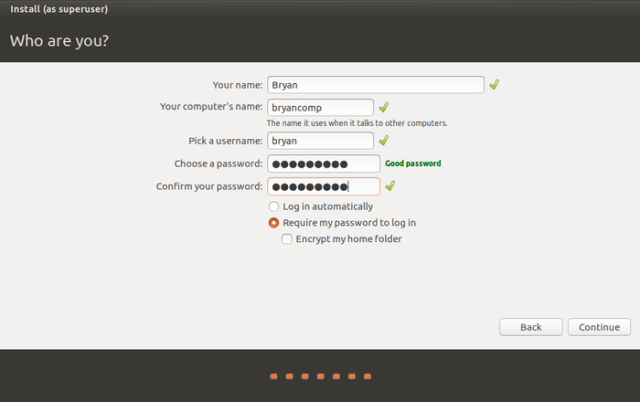 Install (as superuser)
Who are you?
Your name: Bryan
Your computer's name: bryancomp
The name it uses when it talks to other computers.
Pick a username: bryan
Choose a password: ●●●●●●●●● Good password
Confirm your password: ●●●●●●●●●
Log in automatically
Require my password to log in
Encrypt my home folder
Back Continue